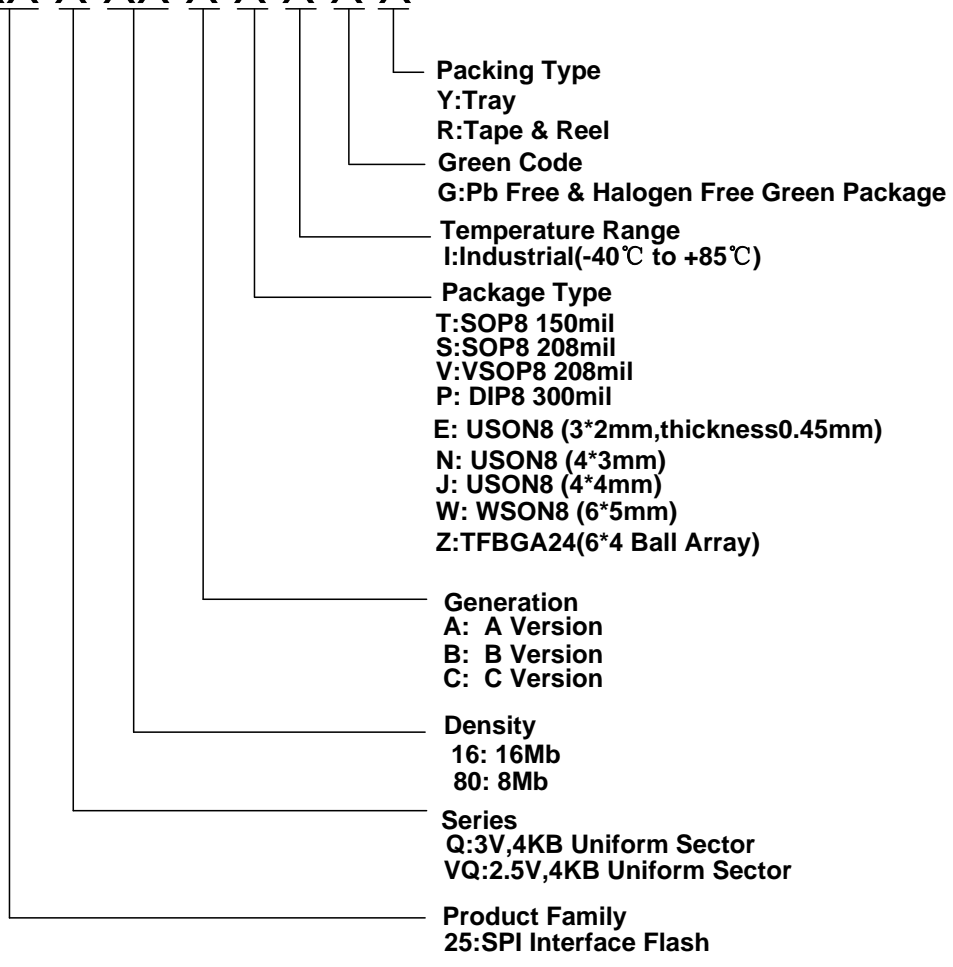 Packing Type
Y:Tray
R:Tape & Reel
Green Code
G:Pb Free & Halogen Free Green Package
Temperature Range
I:Industrial(-40℃ to +85℃)
Package Type
T:SOP8 150mil
S:SOP8 208mil
V:VSOP8 208mil
P: DIP8 300mil
E: USON8 (3*2mm,thickness0.45mm)
N: USON8 (4*3mm)
J: USON8 (4*4mm)
W: WSON8 (6*5mm)
Z:TFBGA24(6*4 Ball Array)
Generation
A: A Version
B: B Version
C: C Version
Density
16: 16Mb
80: 8Mb
Series
Q:3V,4KB Uniform Sector
VQ:2.5V,4KB Uniform Sector
Product Family
25:SPI Interface Flash